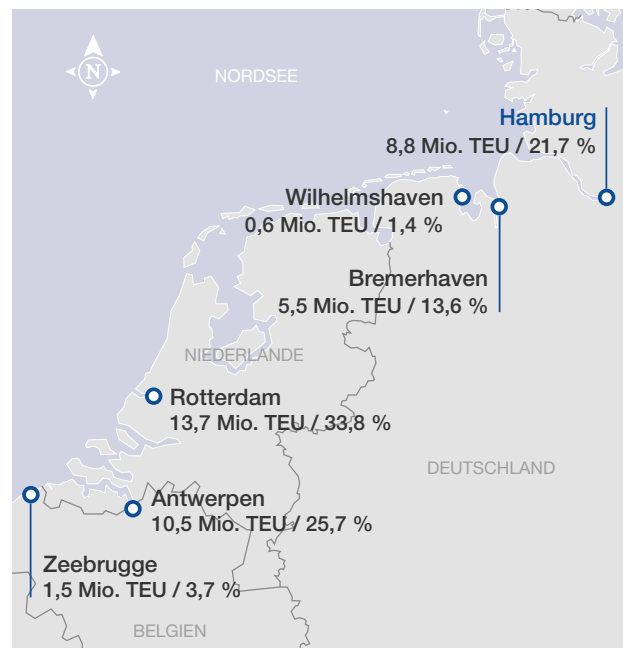 N
NORDSEE
Hamburg
8,8 Mio. TEU / 21,7 %
Wilhelmshaven
0,6 Mio. TEU / 1,4 %
Bremerhaven
5,5 Mio. TEU / 13,6 %
NIEDERLANDE
Rotterdam
13,7 Mio. TEU / 33,8 %
DEUTSCHLAND
Antwerpen
10,5 Mio. TEU / 25,7 %
Zeebrugge
1,5 Mio. TEU / 3,7 %
BELGIEN